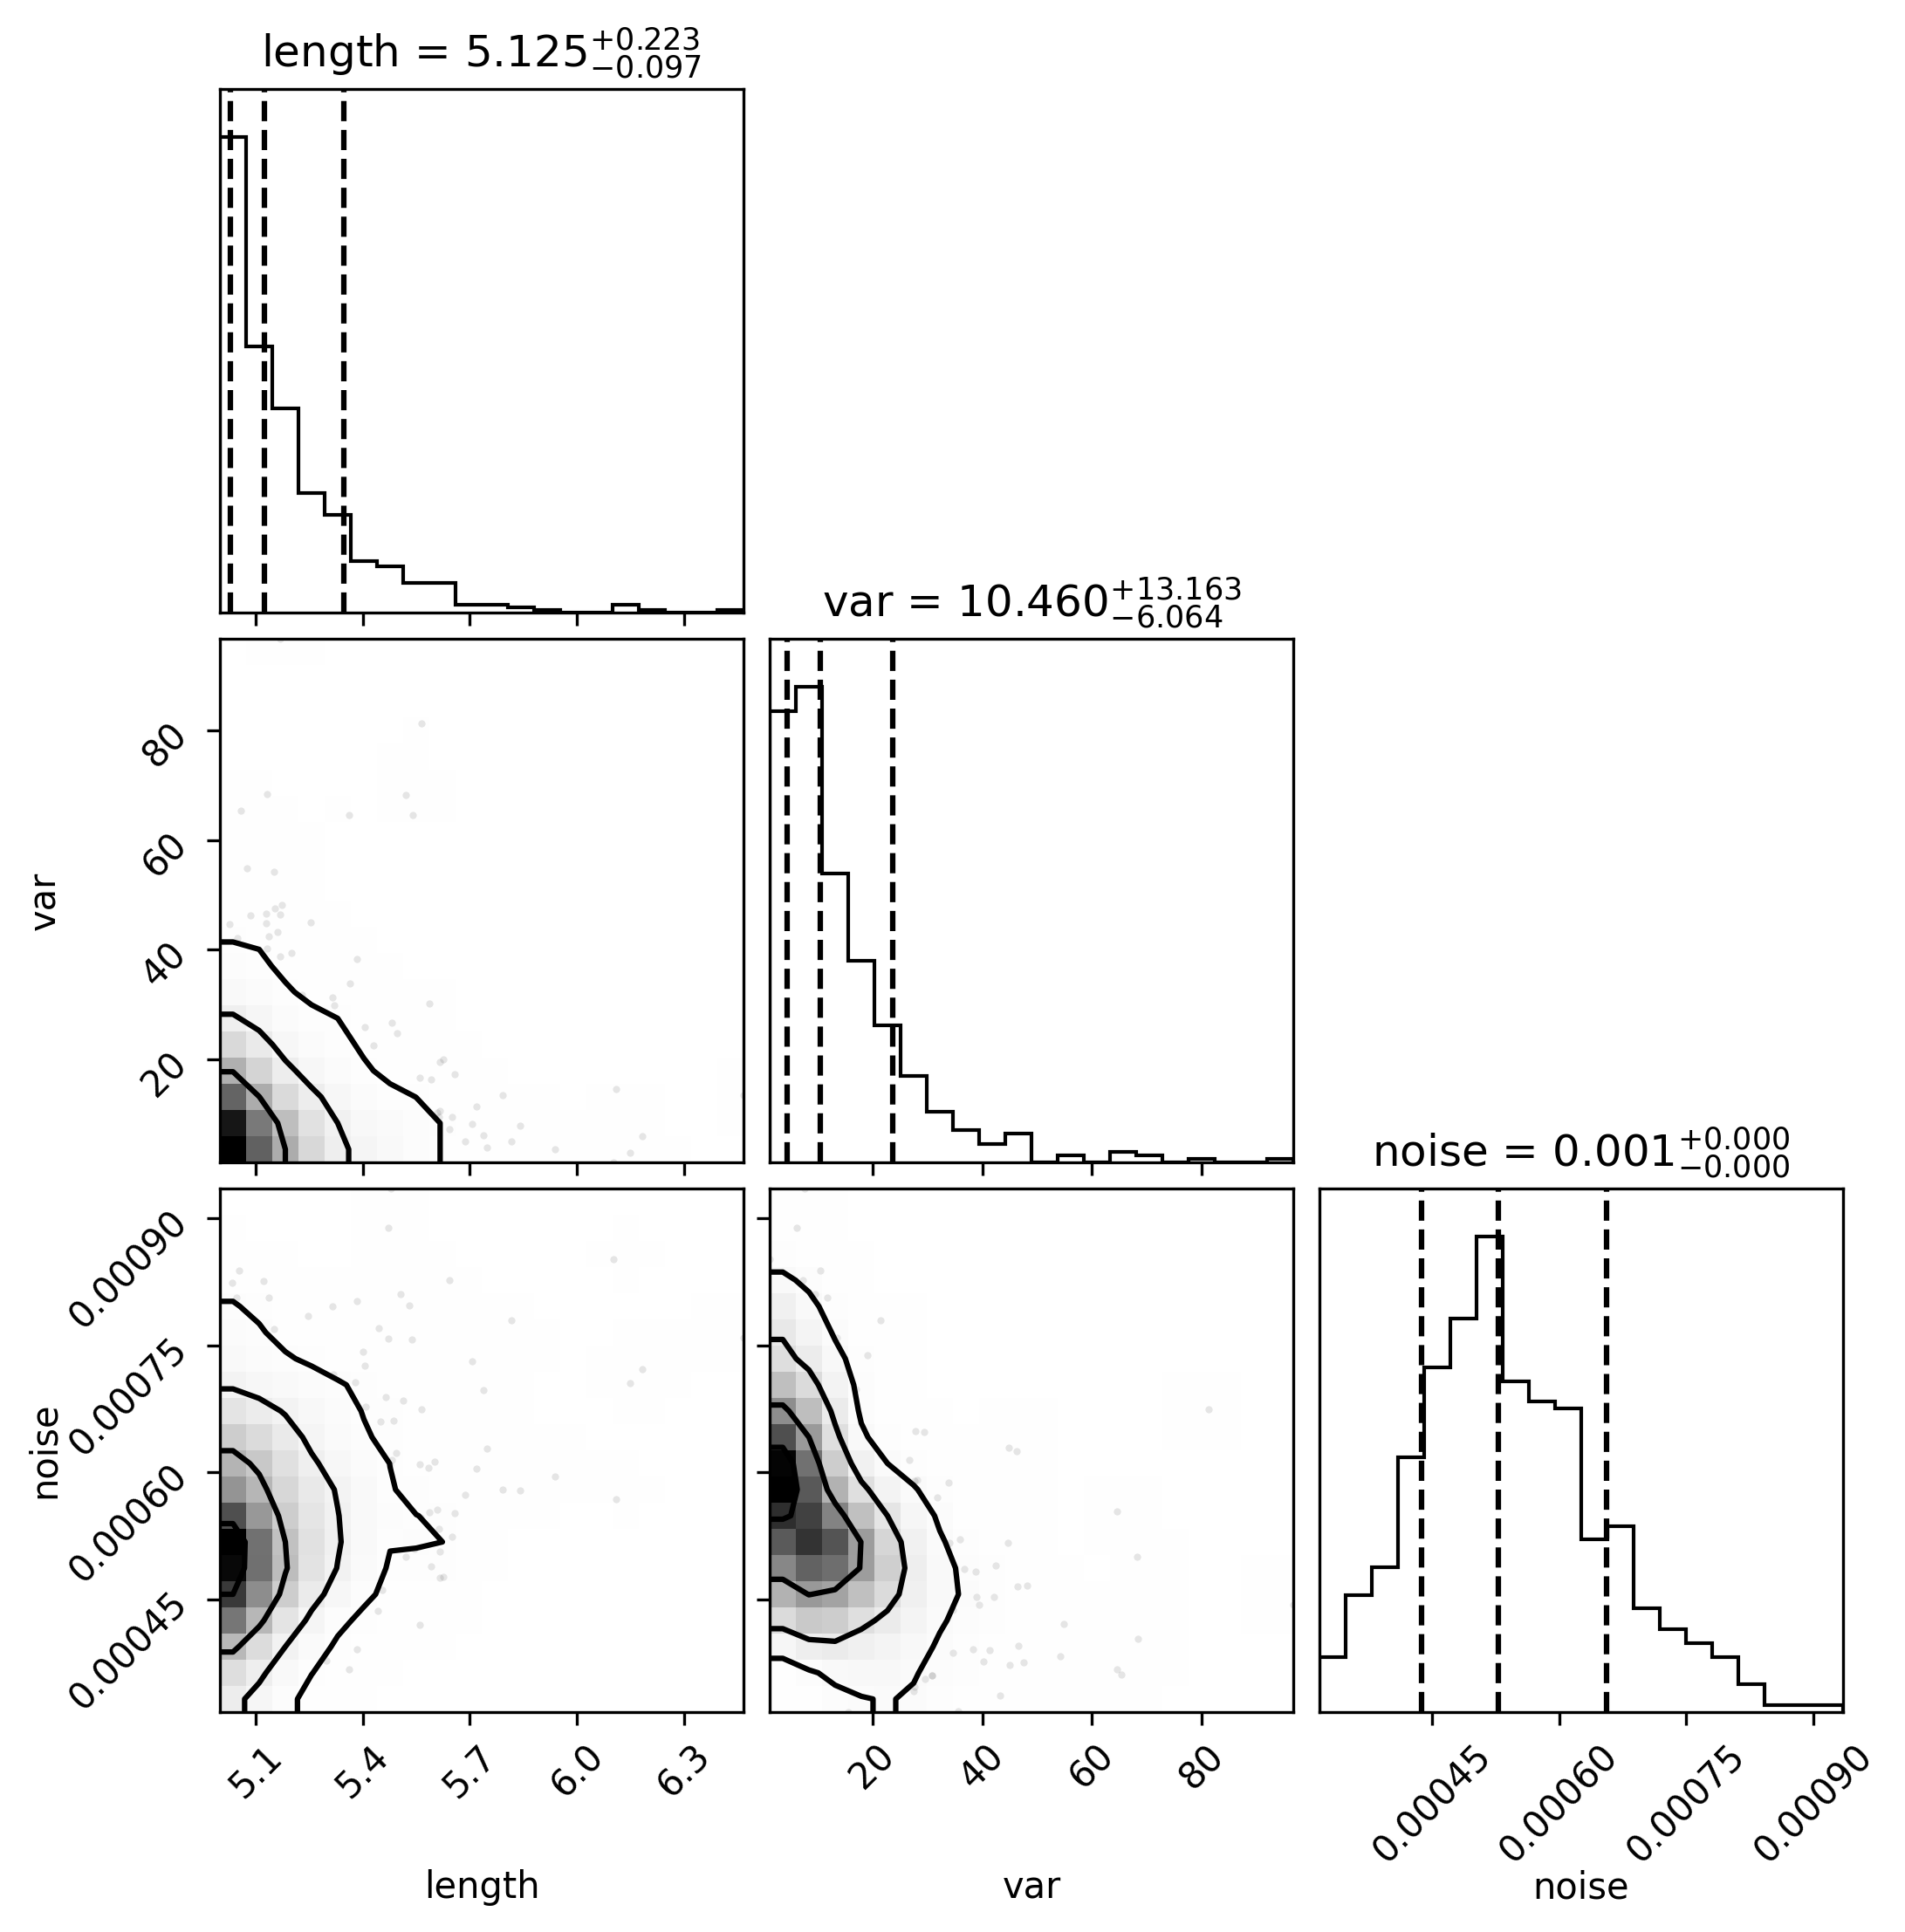 length = 5.125+0.223−0.097
var = 10.460+13.163−6.064
80
60
40
20
var
noise = 0.001+0.000−0.000
0.00090
0.00075
0.00060
0.00045
noise
5.1 5.4 5.7 6.0 6.3
20 40 60 80
0.00045 0.00060 0.00075 0.00090
length var noise